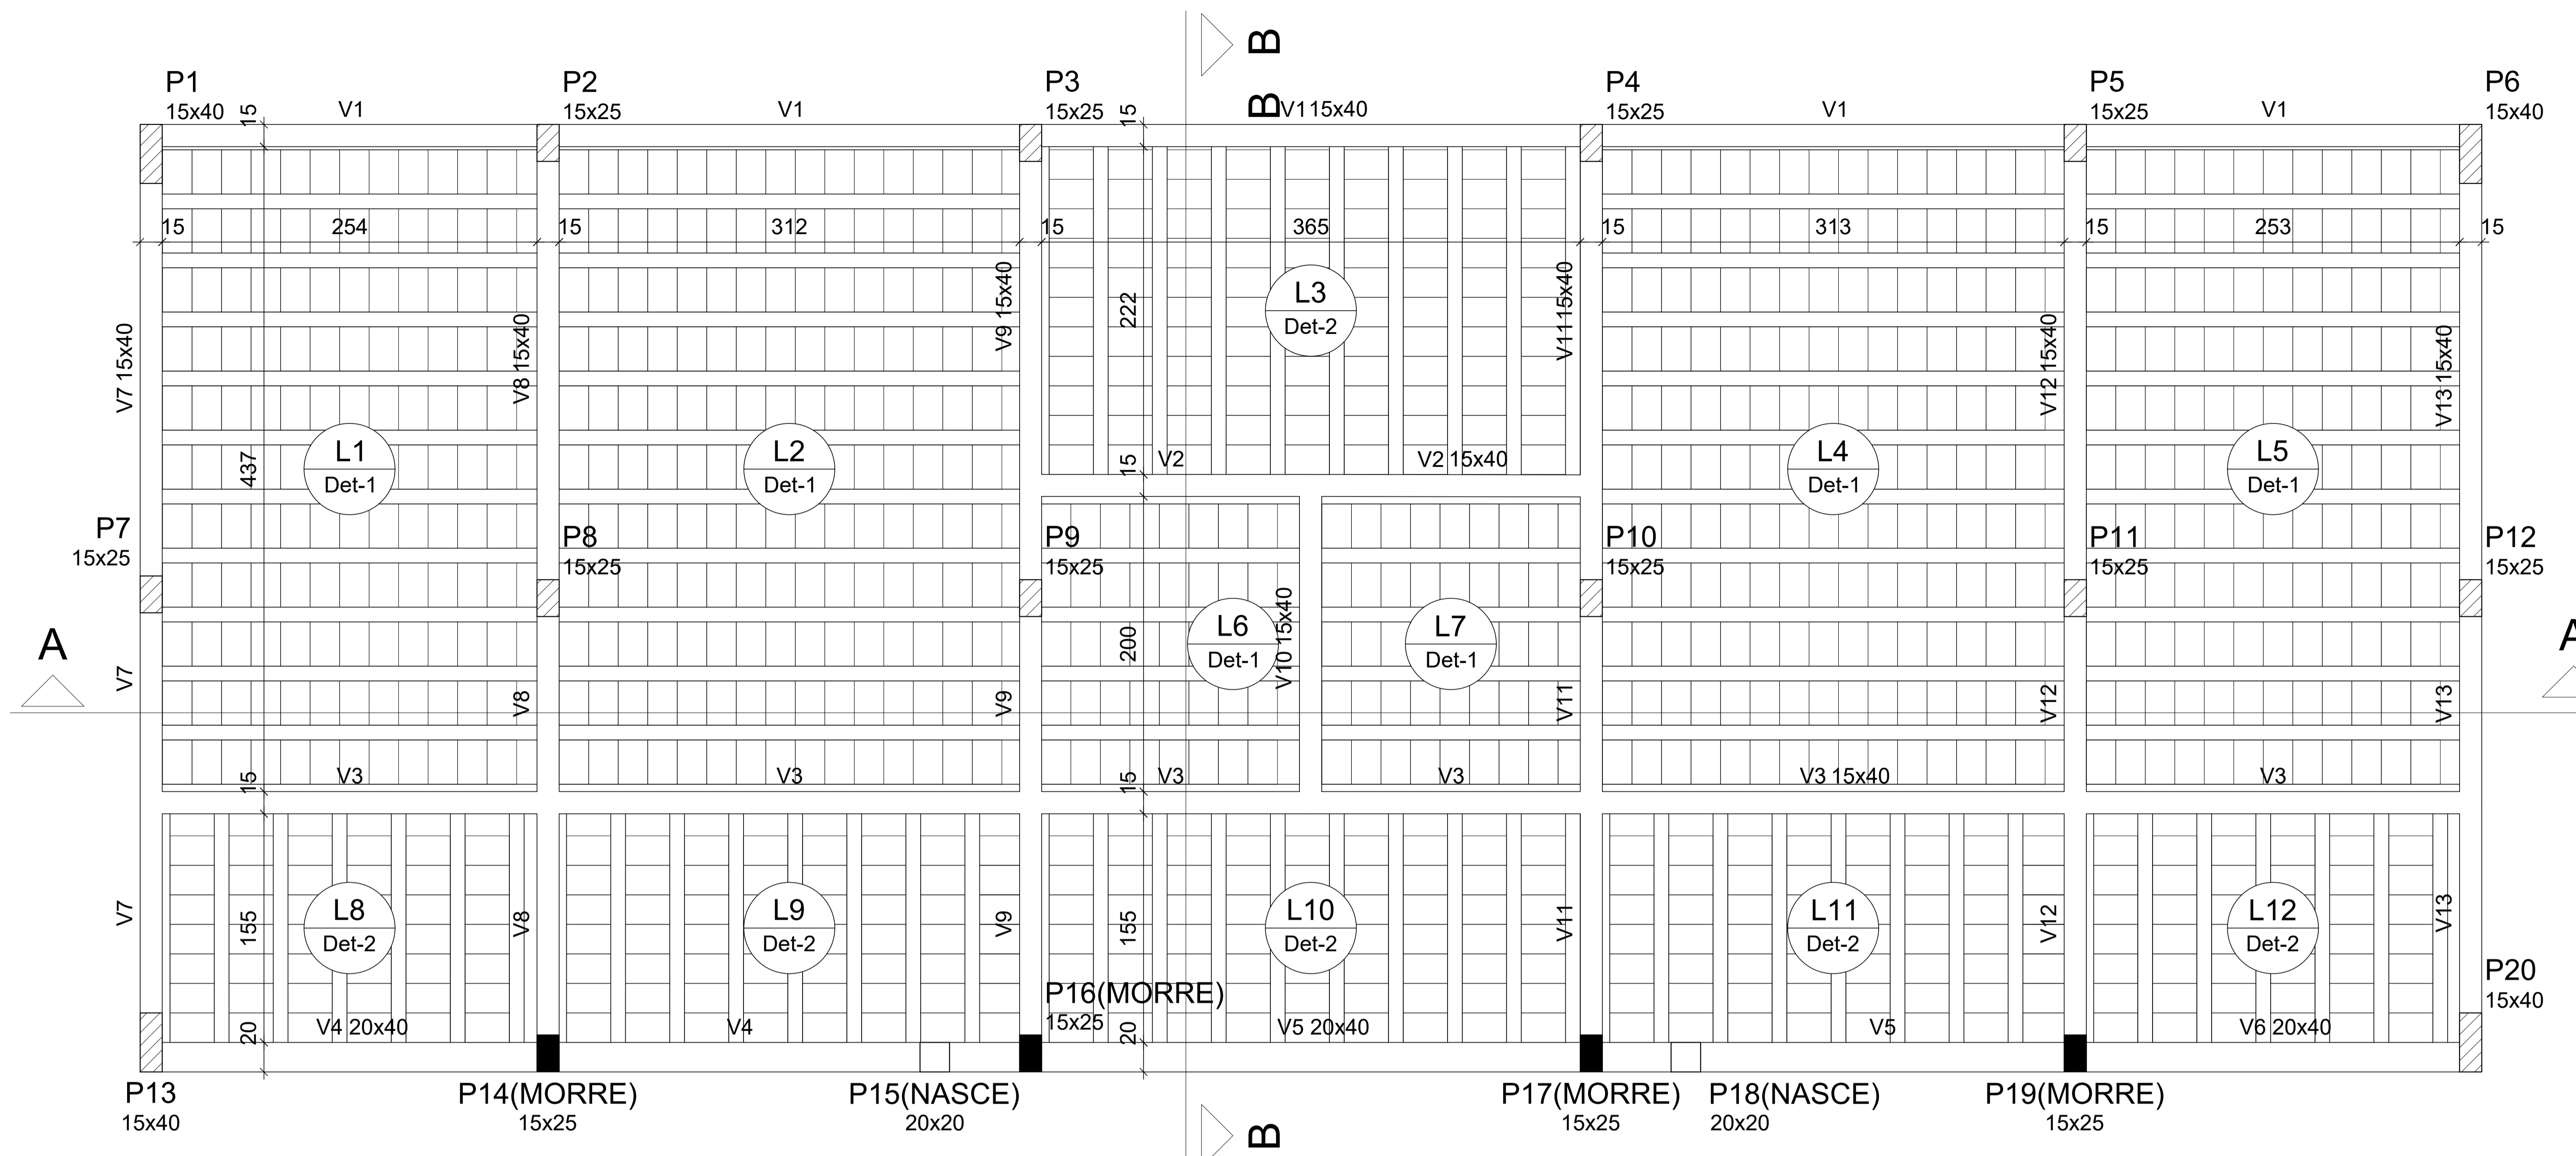 B
P1
15x40
15
V1
P2
15x25
V1
P3
15x25
15
B
V1 15x40
P4
15x25
V1
P5
15x25
V1
P6
15x40
15
254
15
312
15
365
15
313
15
253
15
V7 15x40
V8 15x40
V9 15x40
222
L3
Det-2
V11 15x40
V12 15x40
V13 15x40
437
L1
Det-1
L2
Det-1
15
V2
V2 15x40
L4
Det-1
L5
Det-1
P7
15x25
P8
15x25
P9
15x25
P10
15x25
P11
15x25
P12
15x25
A
V7
V8
V9
200
L6
Det-1
V10 15x40
L7
Det-1
V11
V12
V13
A
15
V3
V3
15
V3
V3
V3 15x40
V3
V7
155
L8
Det-2
V8
L9
Det-2
V9
155
L10
Det-2
V11
L11
Det-2
V12
L12
Det-2
V13
P16(MORRE)
15x25
P20
15x40
20
V4 20x40
V4
20
V5 20x40
V5
V6 20x40
P13
15x40
P14(MORRE)
15x25
P15(NASCE)
20x20
B
P17(MORRE)
15x25
P18(NASCE)
20x20
P19(MORRE)
15x25